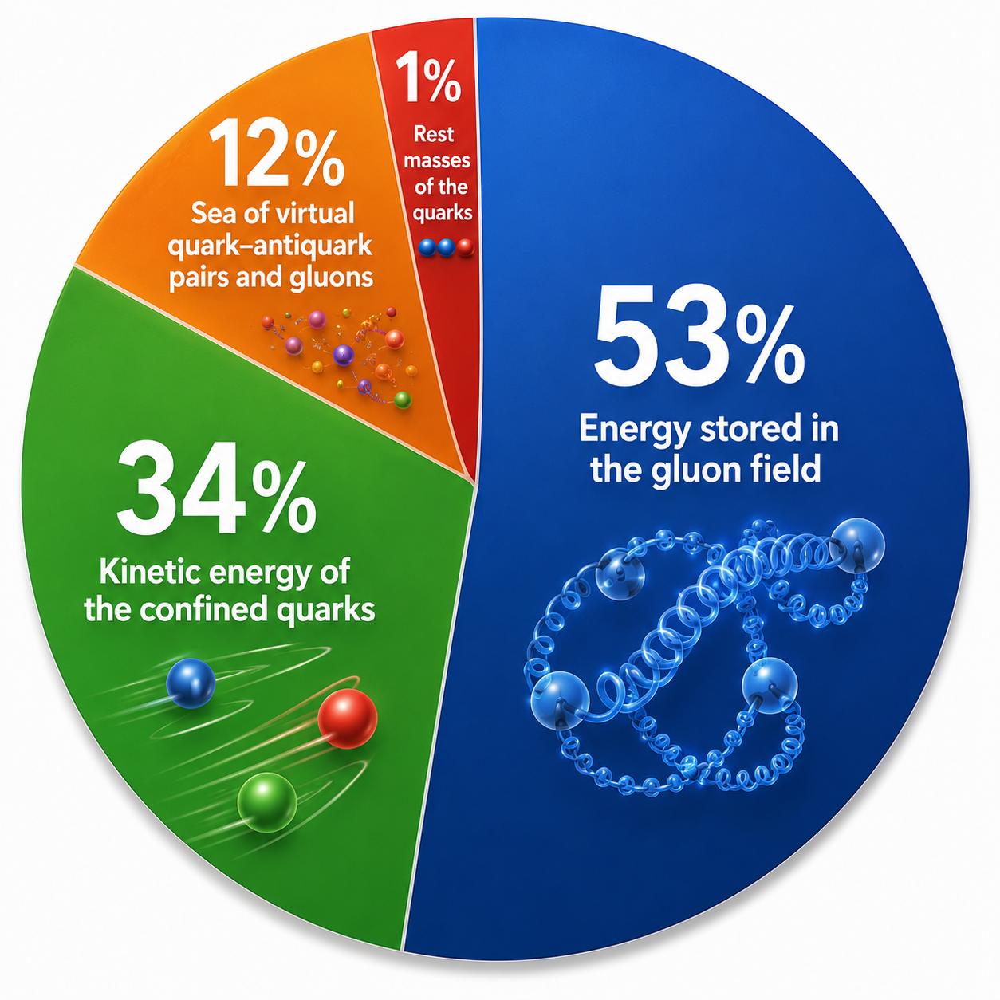 1%
Rest
masses
of the
quarks
12%
Sea of virtual
quark–antiquark
pairs and gluons
53%
Energy stored in
the gluon field
34%
Kinetic energy of
the confined quarks